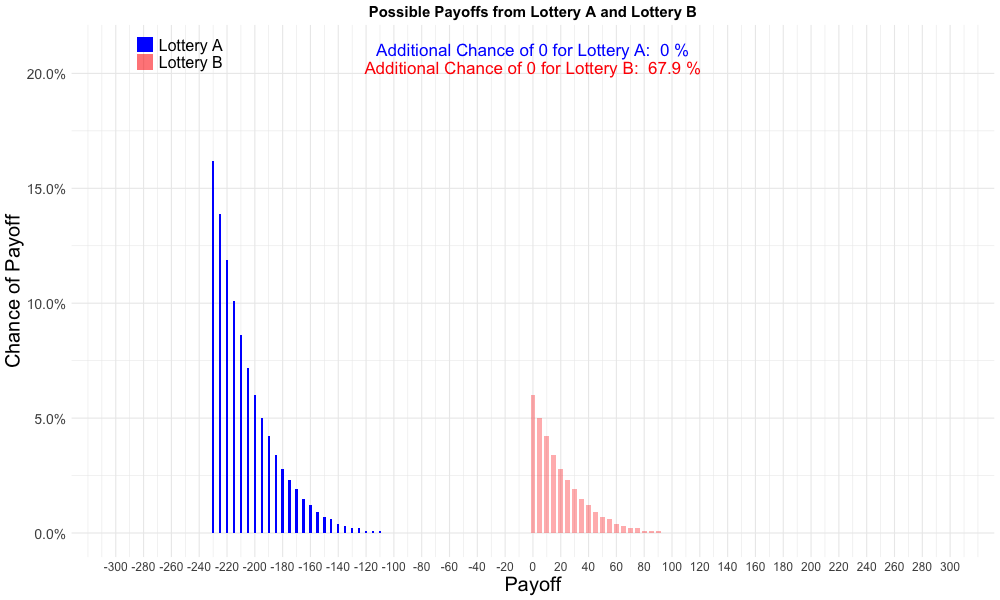 Possible Payoffs from Lottery A and Lottery B
Lottery A
Lottery B
Additional Chance of 0 for Lottery A:  0 %
Additional Chance of 0 for Lottery B:  67.9 %
Chance of Payoff
20.0%
15.0%
10.0%
5.0%
0.0%
-300 -280 -260 -240 -220 -200 -180 -160 -140 -120 -100 -80 -60 -40 -20 0 20 40 60 80 100 120 140 160 180 200 220 240 260 280 300
Payoff